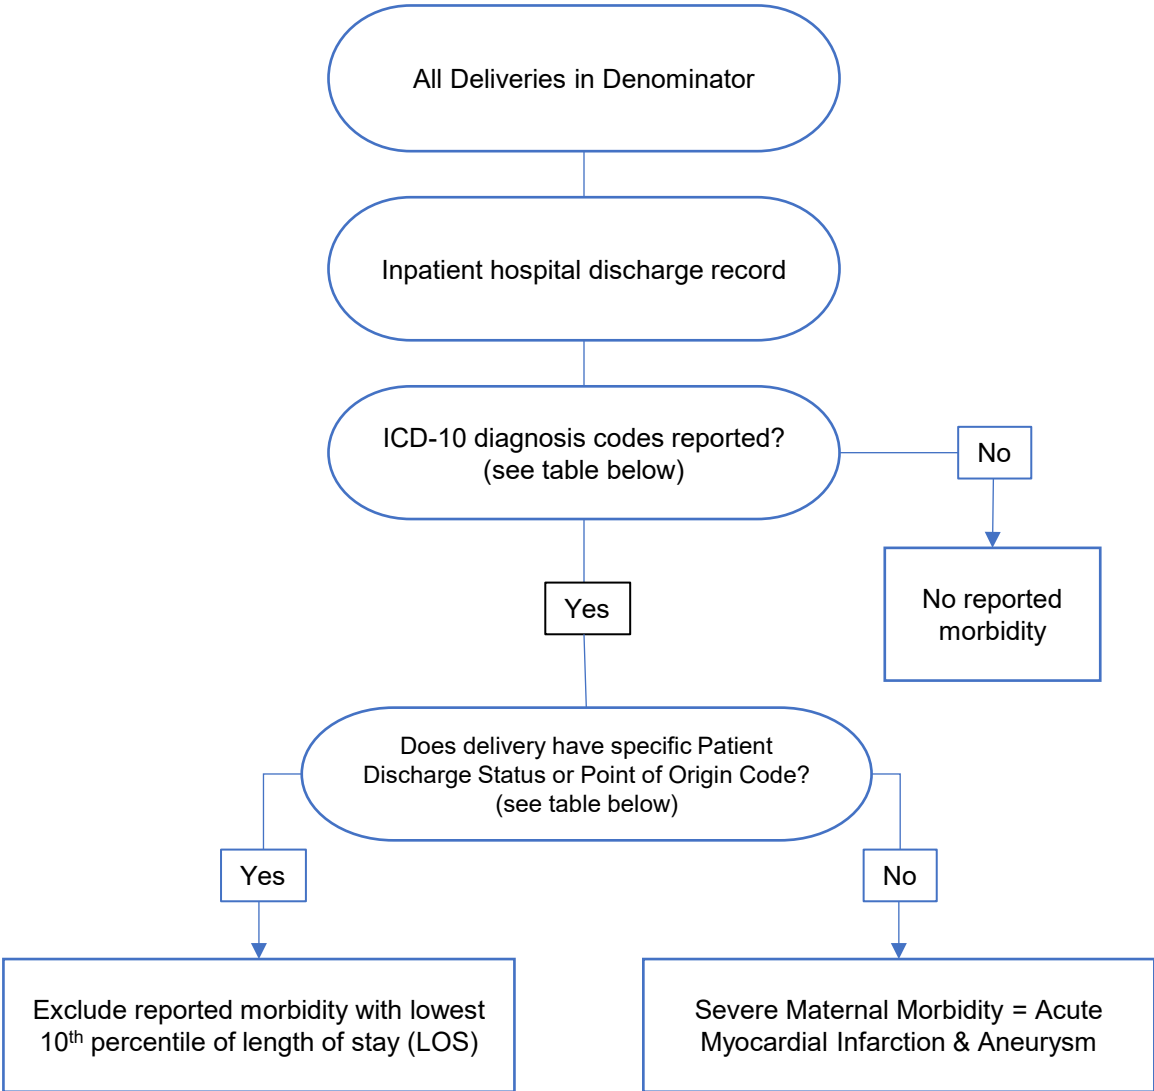 All Deliveries in Denominator
Inpatient hospital discharge record
ICD-10 diagnosis codes reported?
(see table below)
No
No reported
morbidity
Yes
Does delivery have specific Patient
Discharge Status or Point of Origin Code?
(see table below)
Yes
No
Exclude reported morbidity with lowest
10th percentile of length of stay (LOS)
Severe Maternal Morbidity = Acute
Myocardial Infarction & Aneurysm